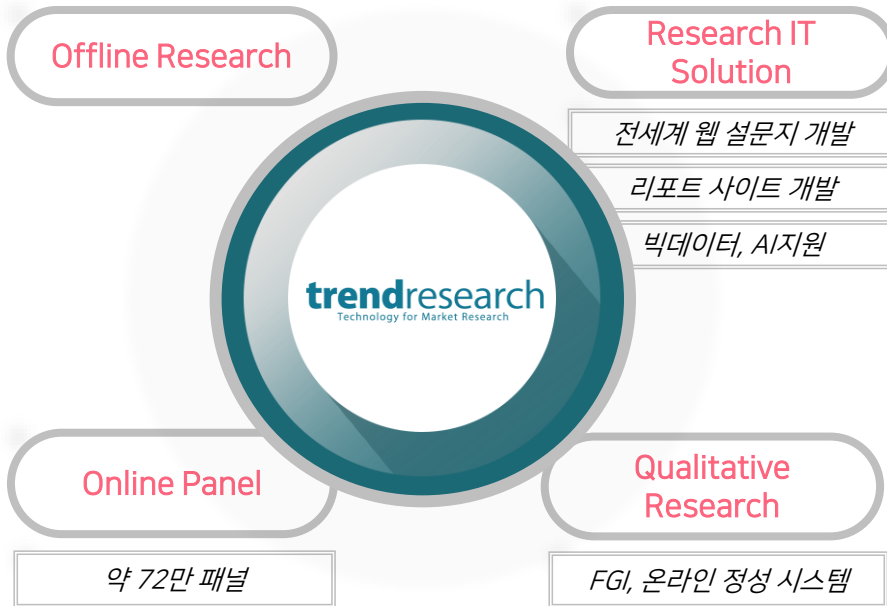 Offline Research
Research IT
Solution
전세계 웹 설문지 개발
리포트 사이트 개발
빅데이터, AI지원
trendresearch
Technology for Market Research
Online Panel
약 72만 패널
Qualitative
Research
FGI, 온라인 정성 시스템